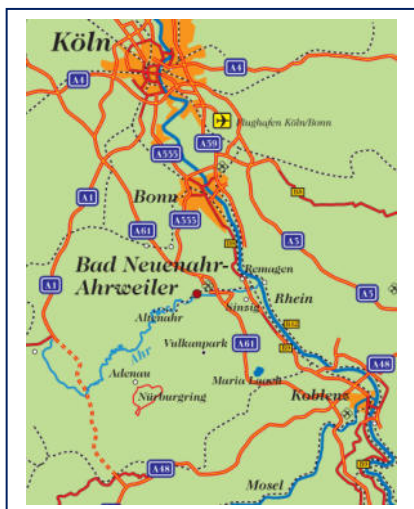 Köln
A4
A4
Flughafen Köln/Bonn
A555
A59
Bonn
A1
A555
A61
A3
Bad Neuenahr-
Ahrweiler
Remagen
A1
Sinzig
Rhein
A3
Altenahr
Ahr
Vulkanpark
A61
A48
Adenau
Maria Laach
Nürburgring
Koblenz
A48
Mosel